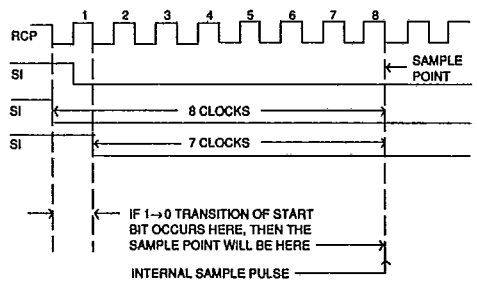 1 2 3 4 5 6 7 8
RCP
SAMPLE
POINT
SI
SI
8 CLOCKS
SI
7 CLOCKS
IF 1→0 TRANSITION OF START
BIT OCCURS HERE, THEN THE
SAMPLE POINT WILL BE HERE
INTERNAL SAMPLE PULSE